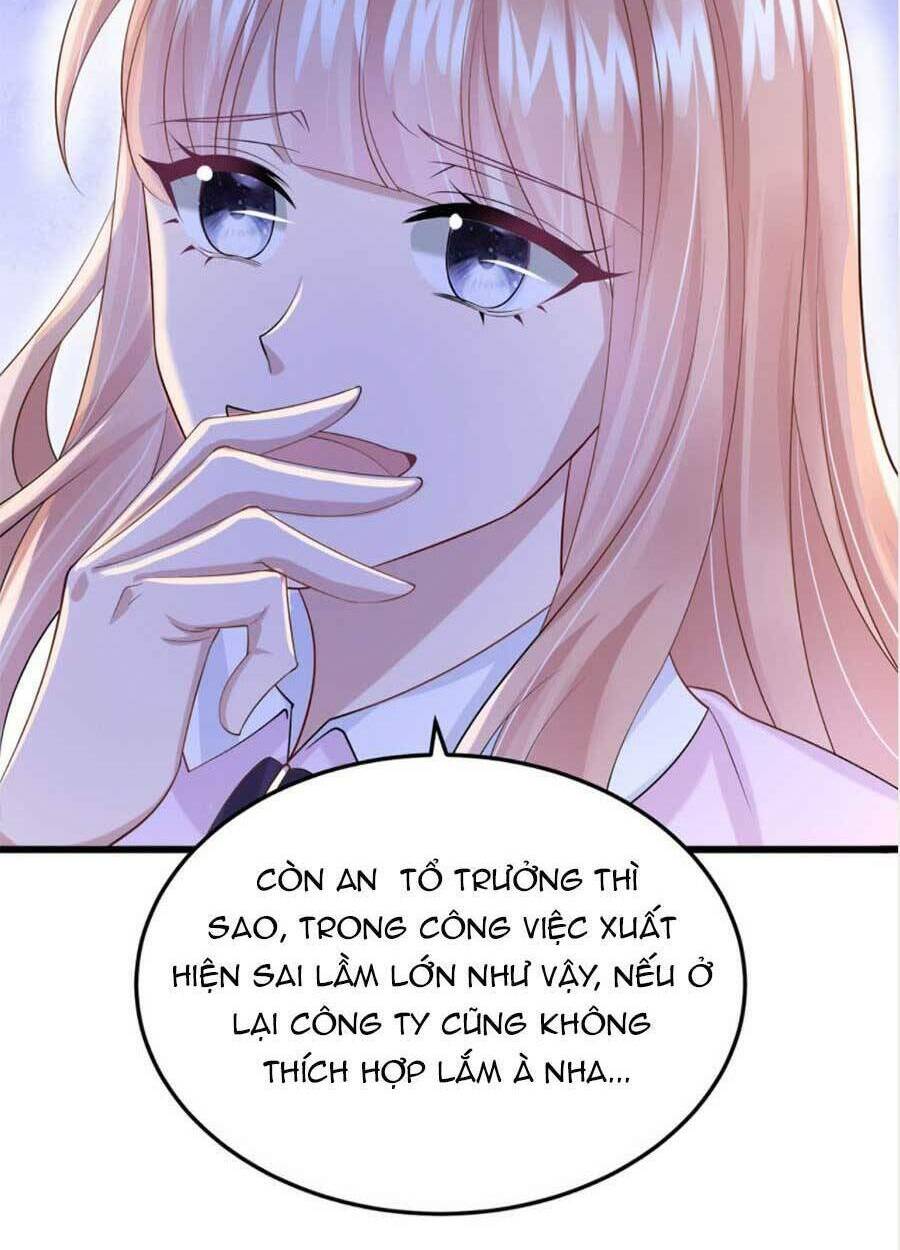 CÒN AN TỔ TRƯỞNG THÌ
SAO, TRONG CÔNG VIỆC XUẤT
HIỆN SAI LẦM LỚN NHƯ VẬY, NẾU Ở
LẠI CÔNG TY CŨNG KHÔNG
THÍCH HỢP LẮM À NHA...